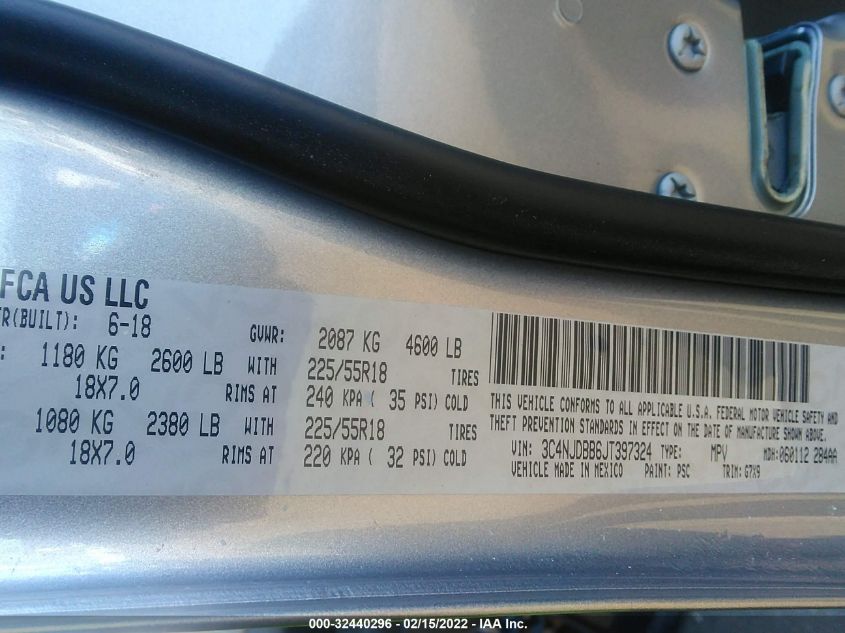 FCA US LLC
TR(BUILT): 6-18 GVWR: 2087 KG 4600 LB
: 1180 KG 2600 LB WITH 225/55R18 TIRES
18X7.0 RIMS AT 240 KPA ( 35 PSI) COLD
1080 KG 2380 LB WITH 225/55R18 TIRES
18X7.0 RIMS AT 220 KPA ( 32 PSI) COLD
THIS VEHICLE CONFORMS TO ALL APPLICABLE U.S.A. FEDERAL MOTOR VEHICLE SAFETY AND
THEFT PREVENTION STANDARDS IN EFFECT ON THE DATE OF MANUFACTURE SHOWN ABOVE.
VIN: 3C4NJDBB6JT397324 TYPE: MPV MDH:060112 284AA
VEHICLE MADE IN MEXICO PAINT: PSC TRIM: G7X9
000-32440296 - 02/15/2022 - IAA Inc.